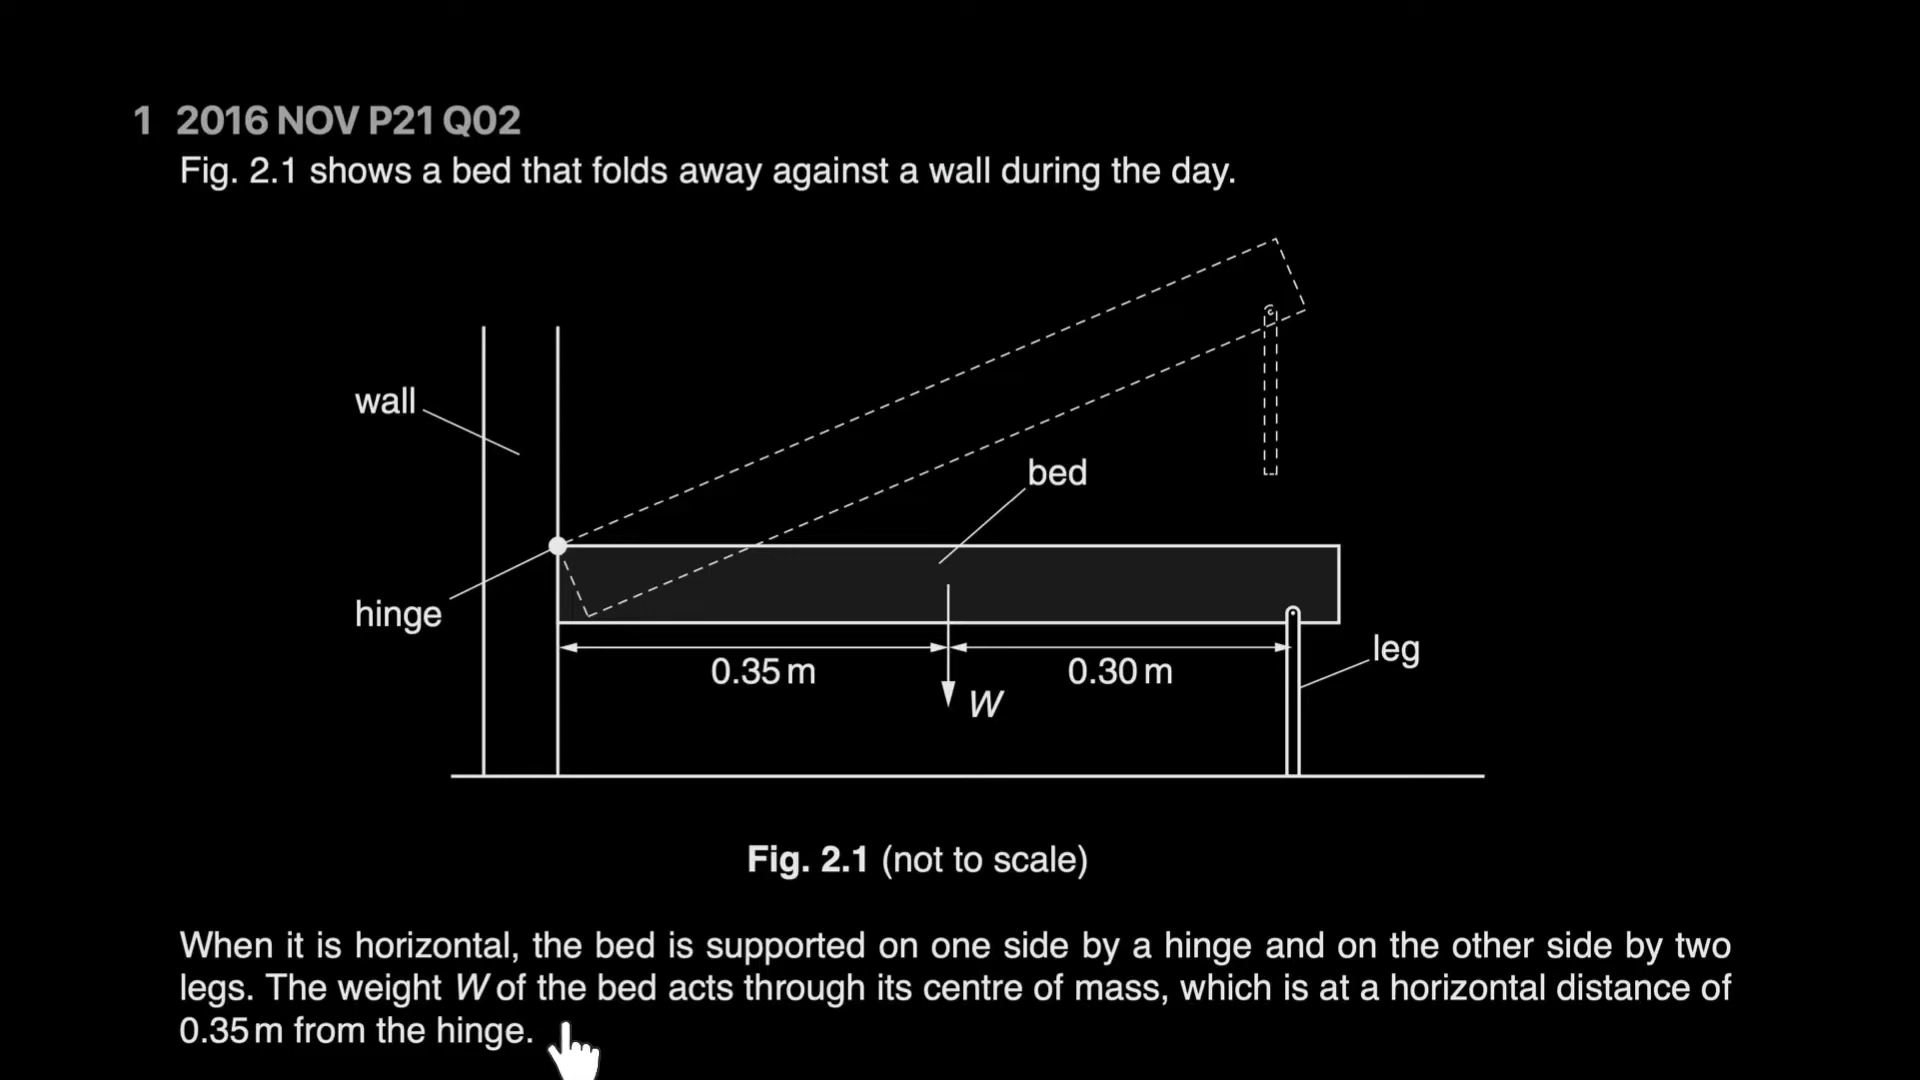 1 2016 NOV P21 Q02
Fig. 2.1 shows a bed that folds away against a wall during the day.
wall
bed
hinge
0.35 m
0.30 m
leg
W
Fig. 2.1 (not to scale)
When it is horizontal, the bed is supported on one side by a hinge and on the other side by two
legs. The weight W of the bed acts through its centre of mass, which is at a horizontal distance of
0.35 m from the hinge.